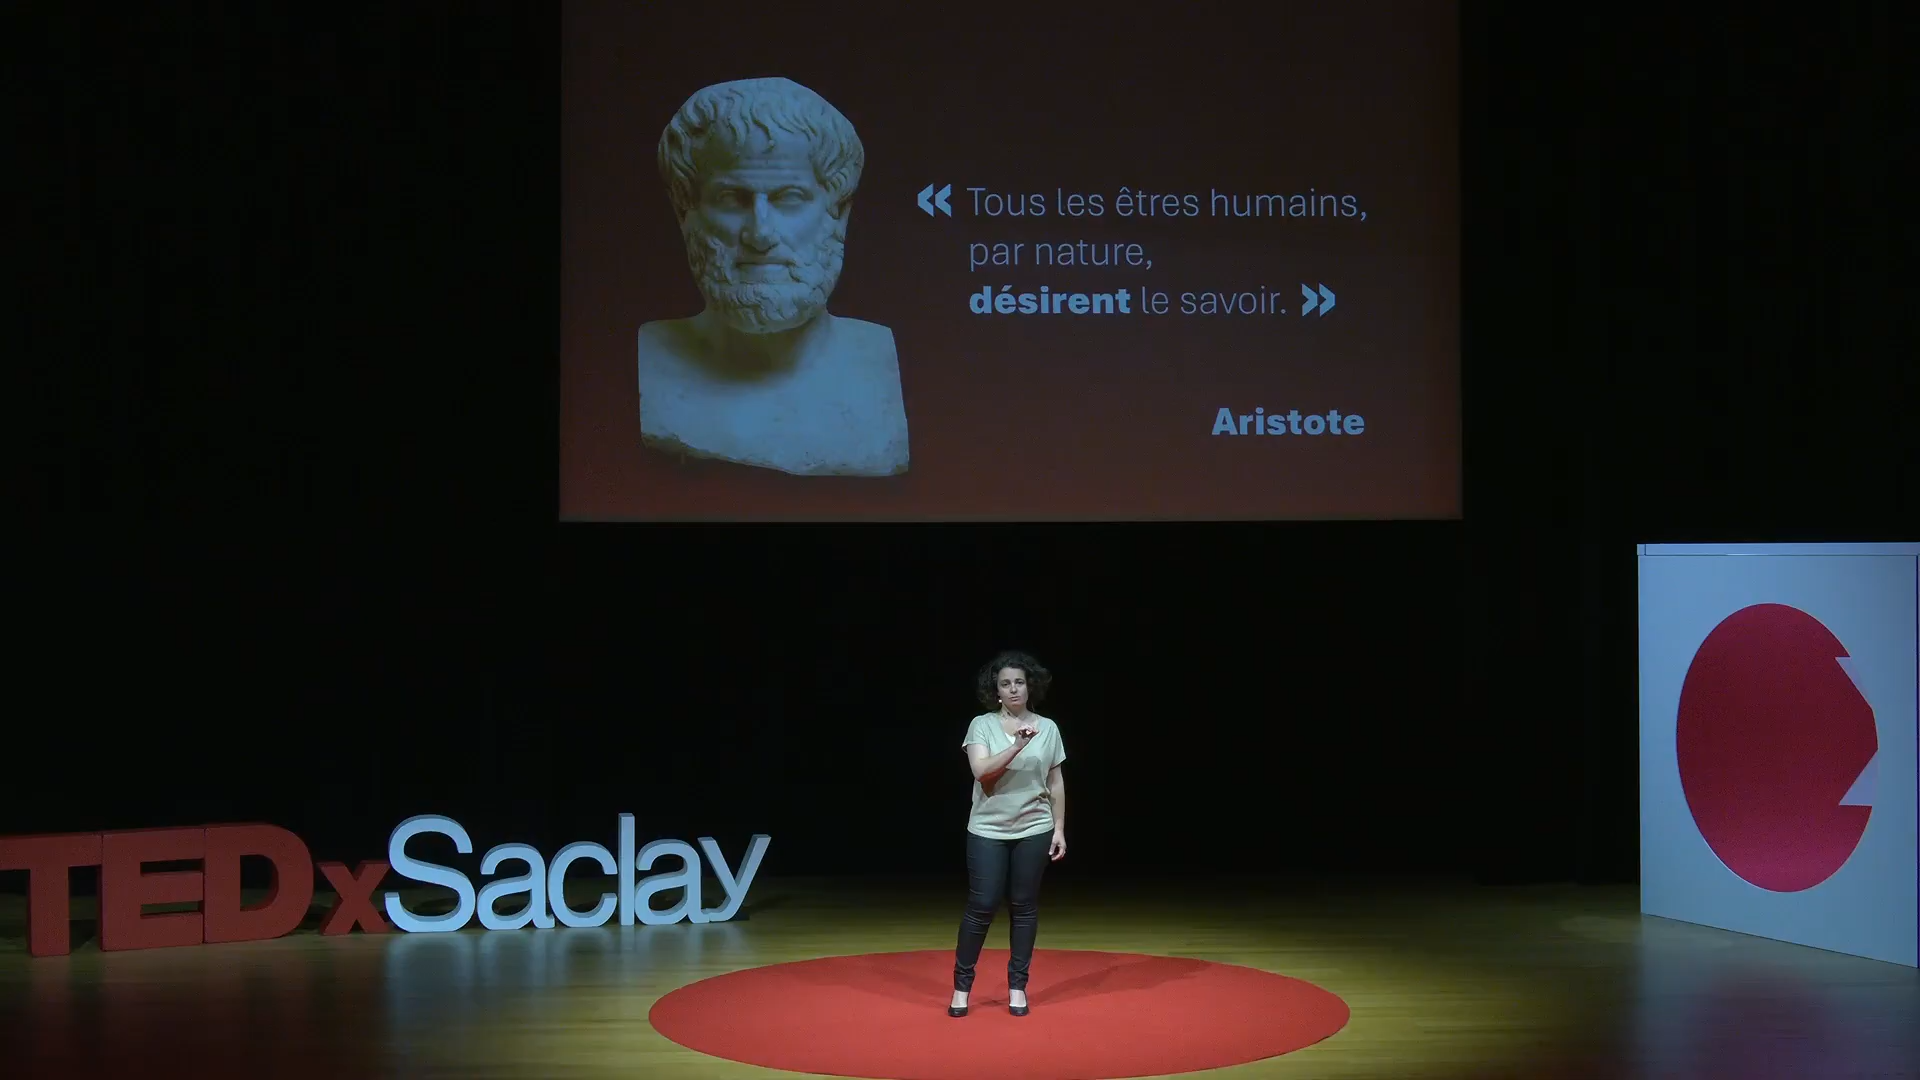 « Tous les êtres humains,
par nature,
désirent le savoir. »
Aristote
TEDxSaclay